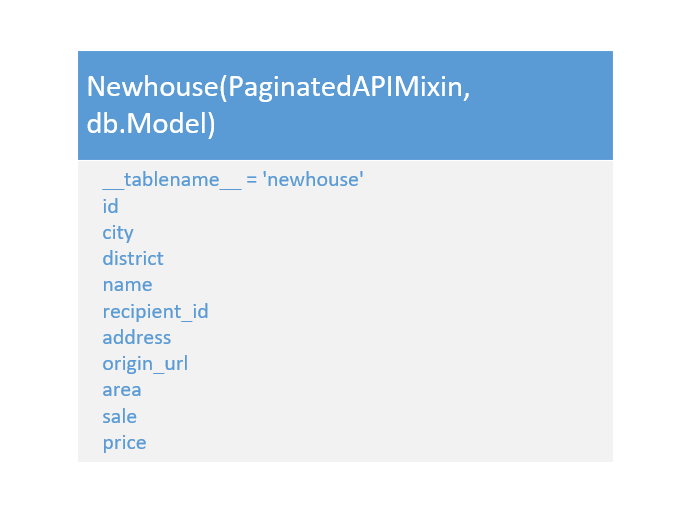 Newhouse(PaginatedAPIMixin,
db.Model)
__tablename__ = 'newhouse'
id
city
district
name
recipient_id
address
origin_url
area
sale
price